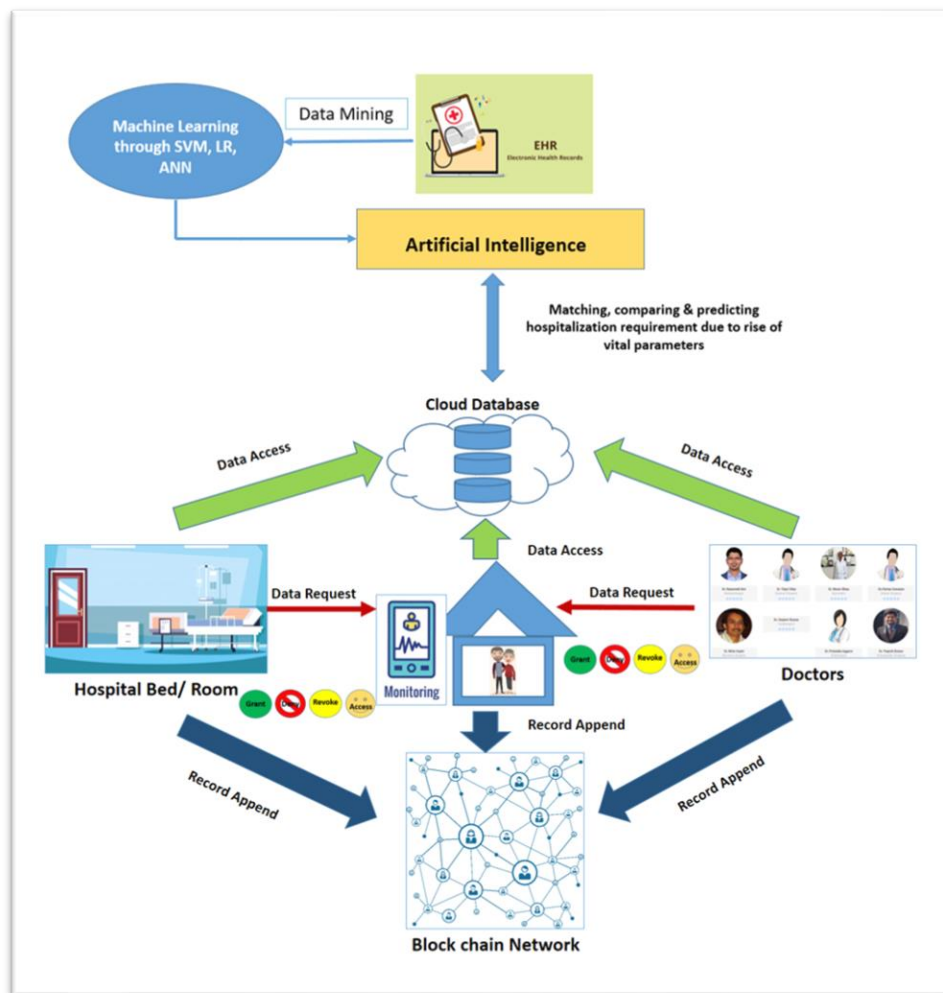 Data Mining
Machine Learning
through SVM, LR,
ANN
EHR
Electronic Health Records
Artificial Intelligence
Matching, comparing & predicting
hospitalization requirement due to rise of
vital parameters
Cloud Database
Data Access
Data Access
Data Access
Data Request
Data Request
Monitoring
Grant
Deny
Revoke
Access
Hospital Bed/ Room
Grant
Deny
Revoke
Access
Doctors
Record Append
Record Append
Record Append
Block chain Network